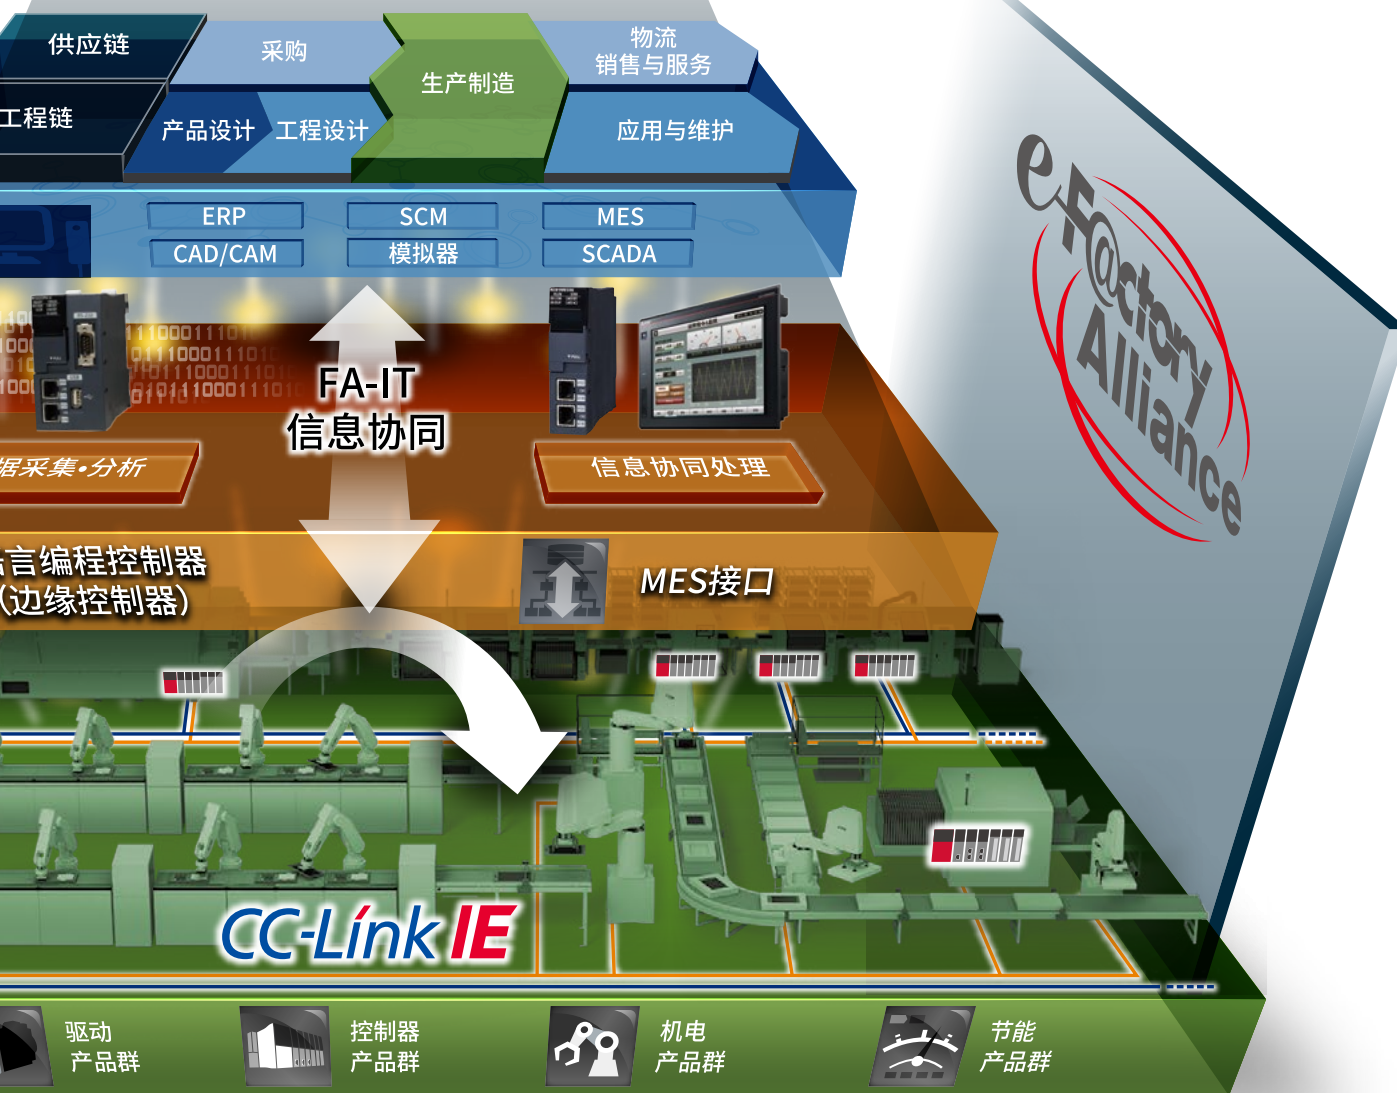 供应链
采购
生产制造
物流
销售与服务
工程链
产品设计
工程设计
应用与维护
ERP
SCM
MES
CAD/CAM
模拟器
SCADA
FA-IT
信息协同
据采集•分析
信息协同处理
语言编程控制器
（边缘控制器）
MES接口
e-F@ctory
Alliance
CC-Link IE
驱动
产品群
控制器
产品群
机电
产品群
节能
产品群